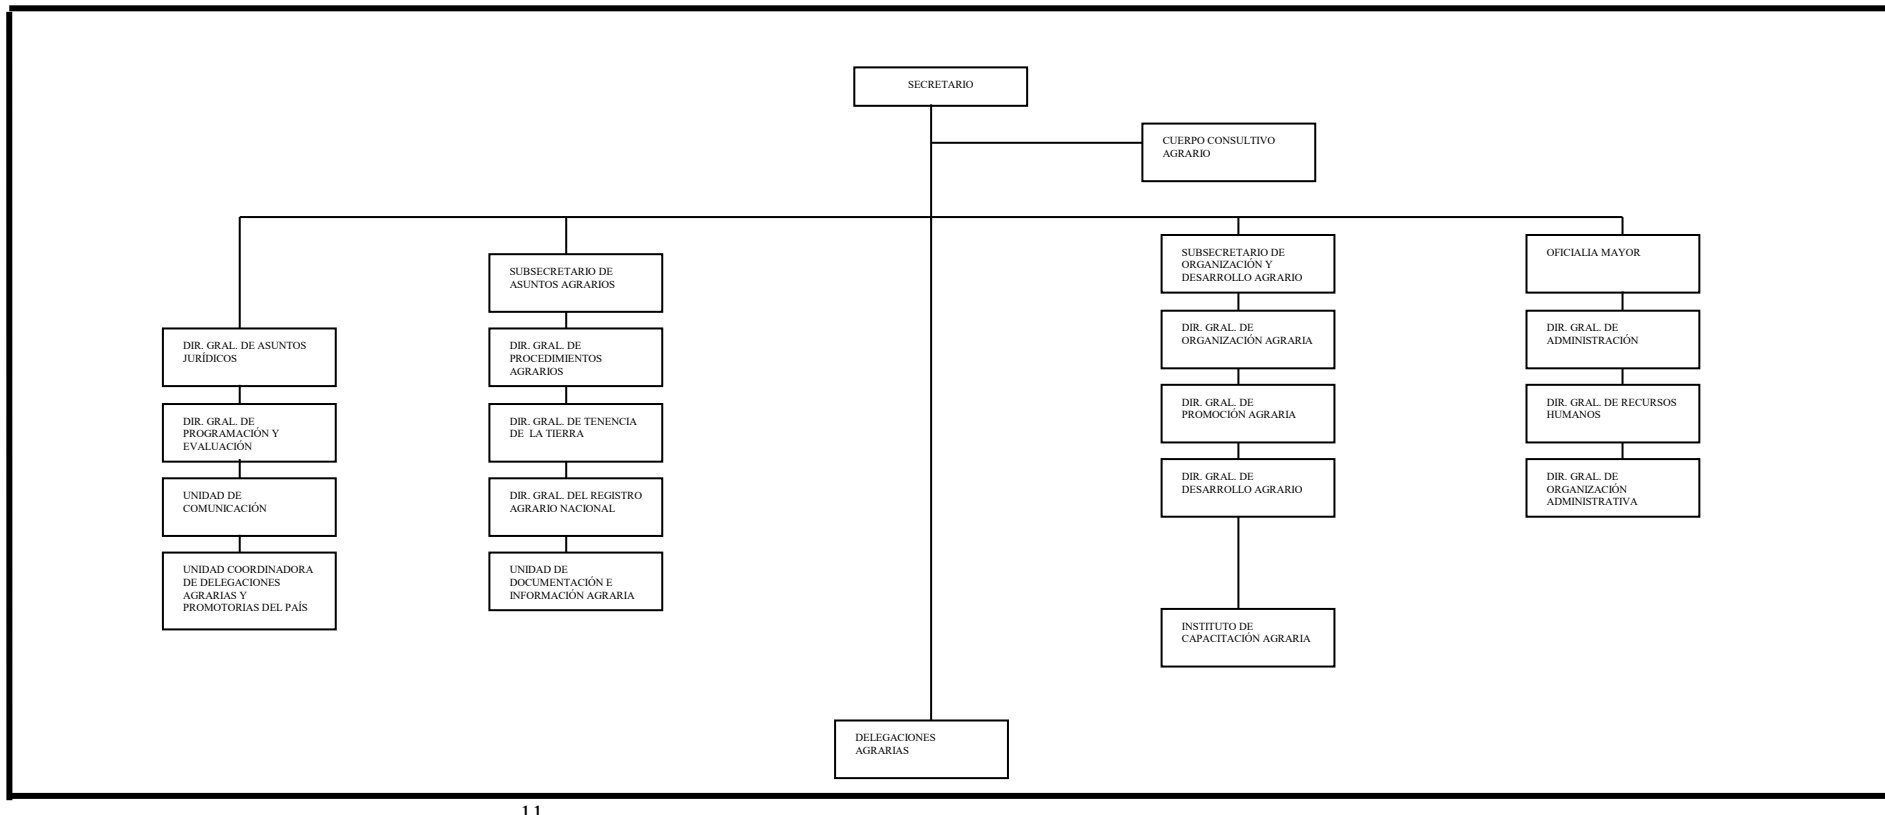 SECRETARIO
CUERPO CONSULTIVO
AGRARIO
DIR. GRAL. DE ASUNTOS
JURÍDICOS
DIR. GRAL. DE
PROGRAMACIÓN Y
EVALUACIÓN
UNIDAD DE
COMUNICACIÓN
UNIDAD COORDINADORA
DE DELEGACIONES
AGRARIAS Y
PROMOTORIAS DEL PAÍS
SUBSECRETARIO DE
ASUNTOS AGRARIOS
DIR. GRAL. DE
PROCEDIMIENTOS
AGRARIOS
DIR. GRAL. DE TENENCIA
DE LA TIERRA
DIR. GRAL. DEL REGISTRO
AGRARIO NACIONAL
UNIDAD DE
DOCUMENTACIÓN E
INFORMACIÓN AGRARIA
SUBSECRETARIO DE
ORGANIZACIÓN Y
DESARROLLO AGRARIO
DIR. GRAL. DE
ORGANIZACIÓN AGRARIA
DIR. GRAL. DE
PROMOCIÓN AGRARIA
DIR. GRAL. DE
DESARROLLO AGRARIO
INSTITUTO DE
CAPACITACIÓN AGRARIA
OFICIALIA MAYOR
DIR. GRAL. DE
ADMINISTRACIÓN
DIR. GRAL. DE RECURSOS
HUMANOS
DIR. GRAL. DE
ORGANIZACIÓN
ADMINISTRATIVA
DELEGACIONES
AGRARIAS
11